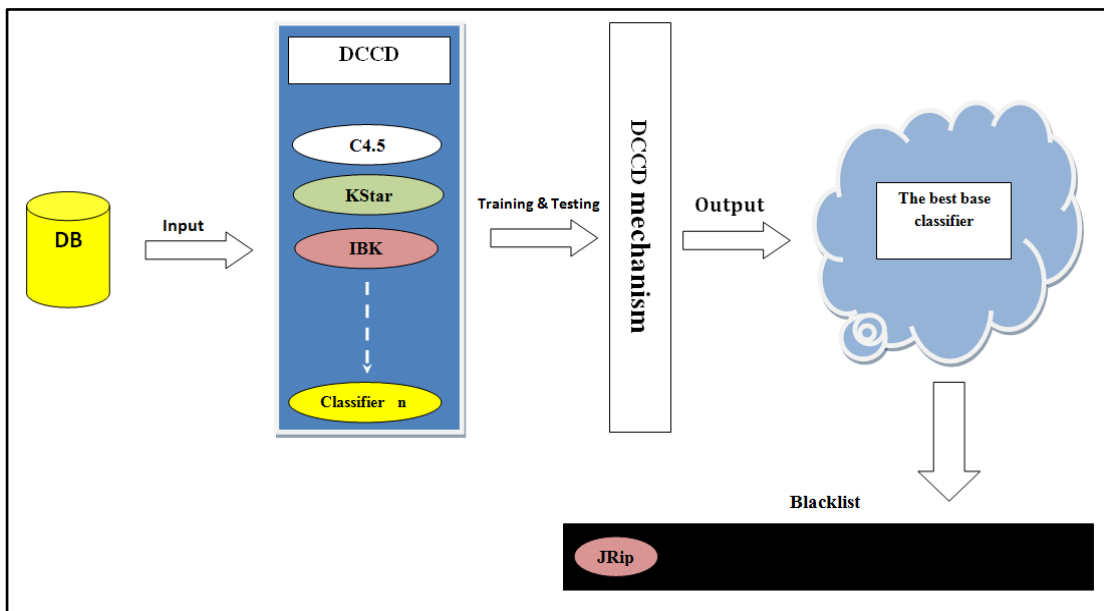 DB
Input
DCCD
C4.5
KStar
IBK
Classifier n
Training & Testing
DCCD mechanism
Output
The best base
classifier
Blacklist
JRip